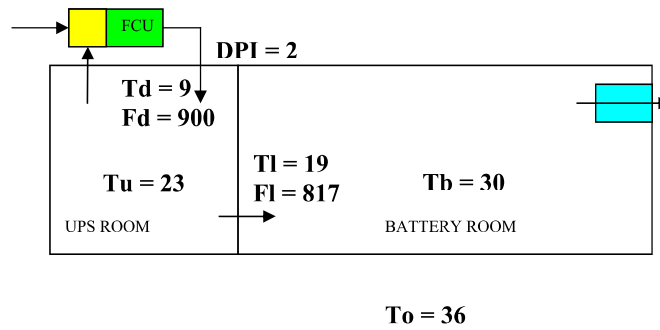 FCU
DPI = 2
Td = 9
Fd = 900
Tl = 19
Fl = 817
Tu = 23
Tb = 30
UPS ROOM
BATTERY ROOM
To = 36